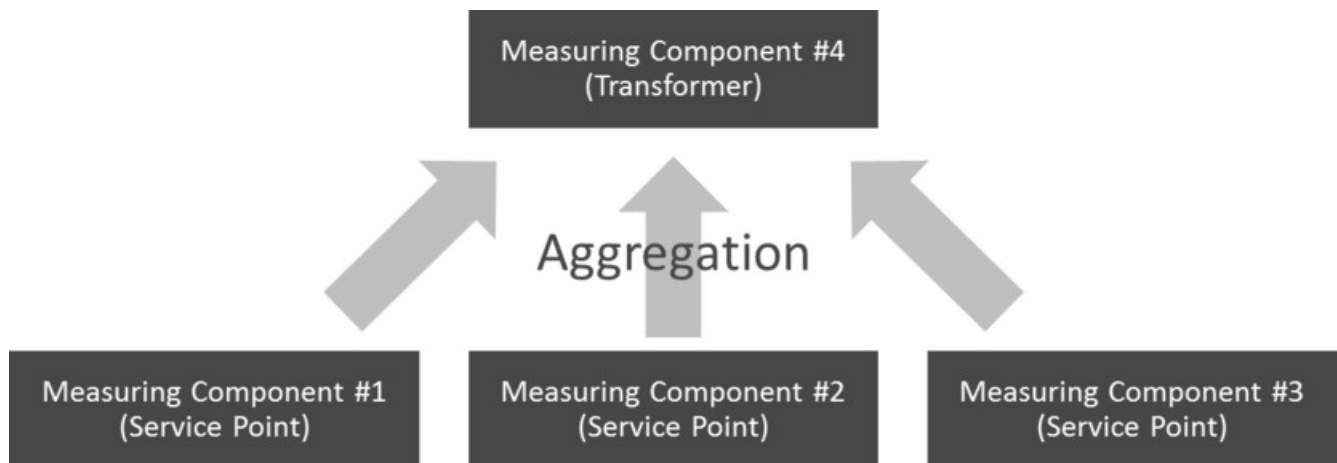 Measuring Component #4
(Transformer)
Aggregation
Measuring Component #1
(Service Point)
Measuring Component #2
(Service Point)
Measuring Component #3
(Service Point)